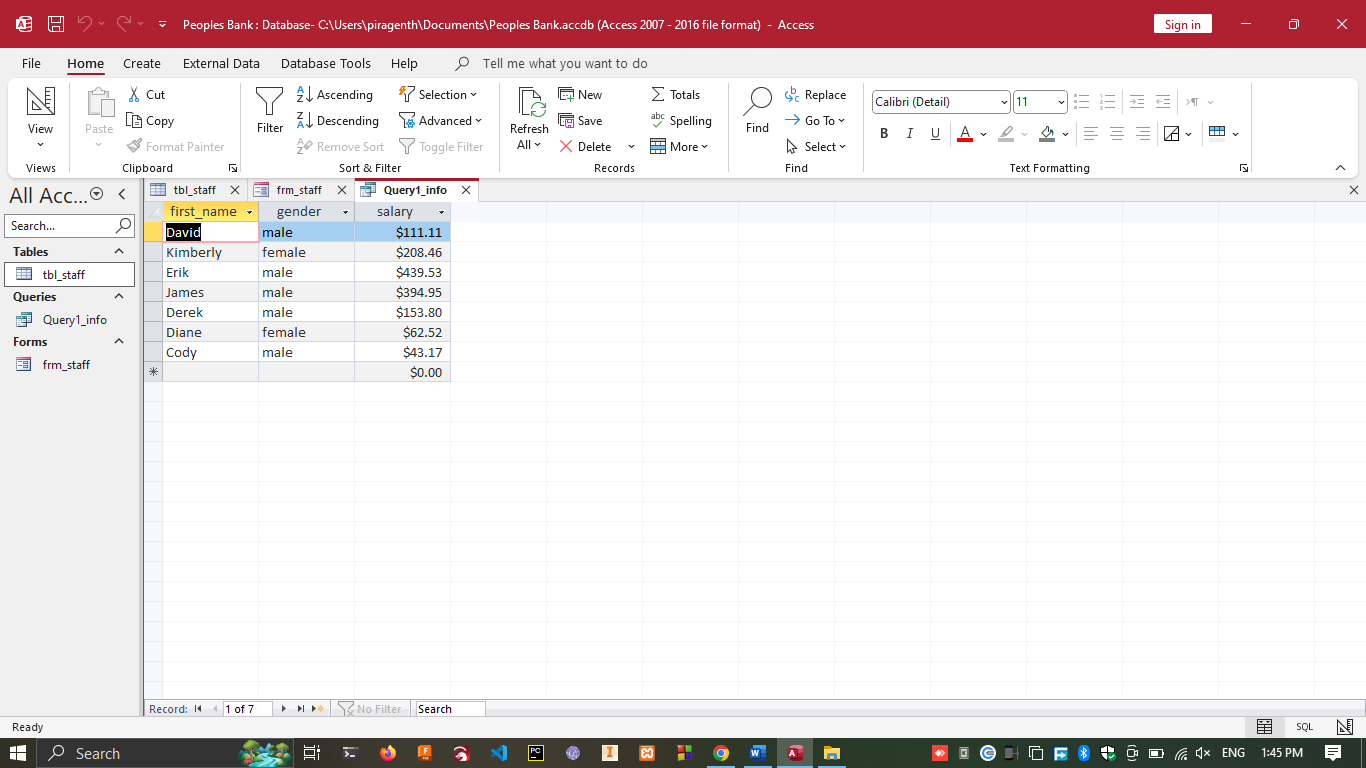 Peoples Bank : Database- C:\Users\piragenth\Documents\Peoples Bank.accdb (Access 2007 - 2016 file format)  -  Access
Sign in
File Home Create External Data Database Tools Help Tell me what you want to do
View
Views
Paste
Cut
Copy
Format Painter
Clipboard
Filter
Ascending
Descending
Remove Sort
Selection
Advanced
Toggle Filter
Sort & Filter
Refresh
All
New
Save
Delete
Totals
Spelling
More
Records
Find
Replace
Go To
Select
Find
Calibri (Detail) 11
B I U A
Text Formatting
All Acc...
Search...
Tables
tbl_staff
Queries
Query1_info
Forms
frm_staff
tbl_staff frm_staff Query1_info
first_name gender salary
David male $111.11
Kimberly female $208.46
Erik male $439.53
James male $394.95
Derek male $153.80
Diane female $62.52
Cody male $43.17
$0.00
Record: 1 of 7 No Filter Search
Ready SQL
Search ENG 1:45 PM